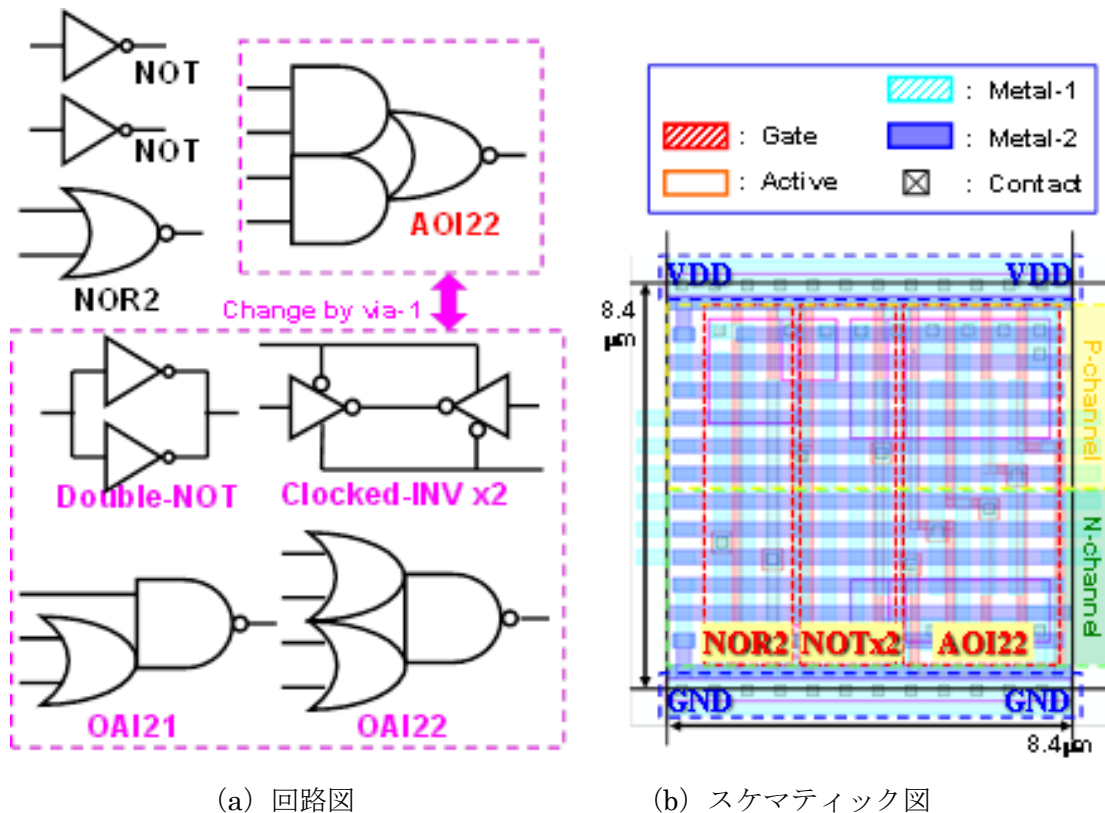 NOT
NOT
NOR2
AOI22
Change by via-1
Double-NOT
Clocked-INV x2
OAI21
OAI22
: Metal-1
: Gate
: Metal-2
: Active
: Contact
VDD
VDD
8.4
μm
P-channel
N-channel
NOR2
NOTx2
AOI22
GND
GND
8.4μm
(a) 回路図
(b) スケマティック図